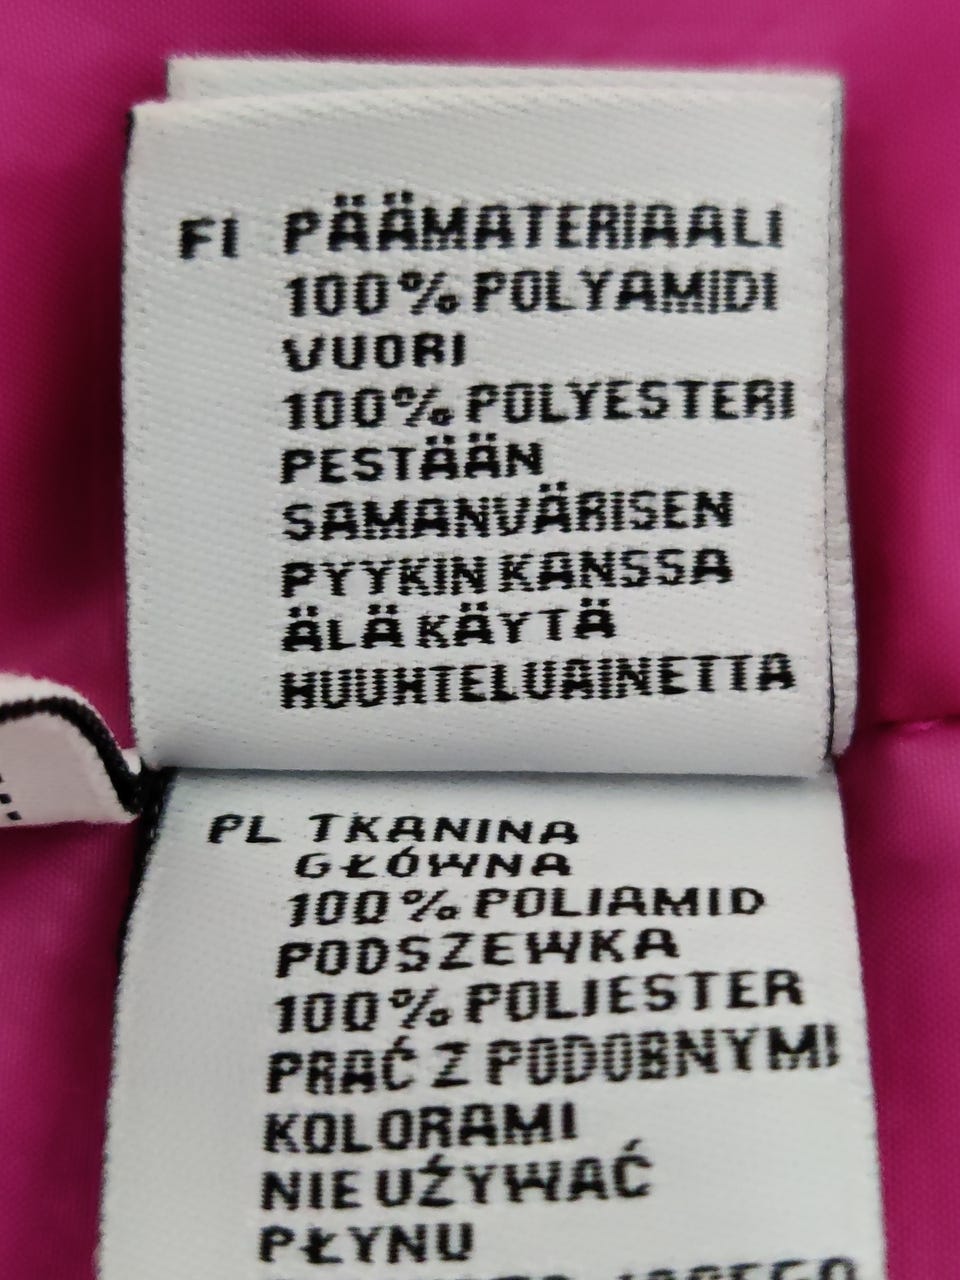 FI PÄÄMATERIAALI
100% POLYAMIDI
VUORI
100% POLYESTERI
PESTÄÄN
SAMANVÄRISEN
PYYKIN KANSSA
ÄLÄ KÄYTÄ
HUUHTELUAINETTA
PL TKANINA
GŁÓWNA
100% POLIAMID
PODSZEWKA
100% POLIESTER
PRAĆ Z PODOBNYMI
KOLORAMI
NIE UŻYWAĆ
PŁYNU